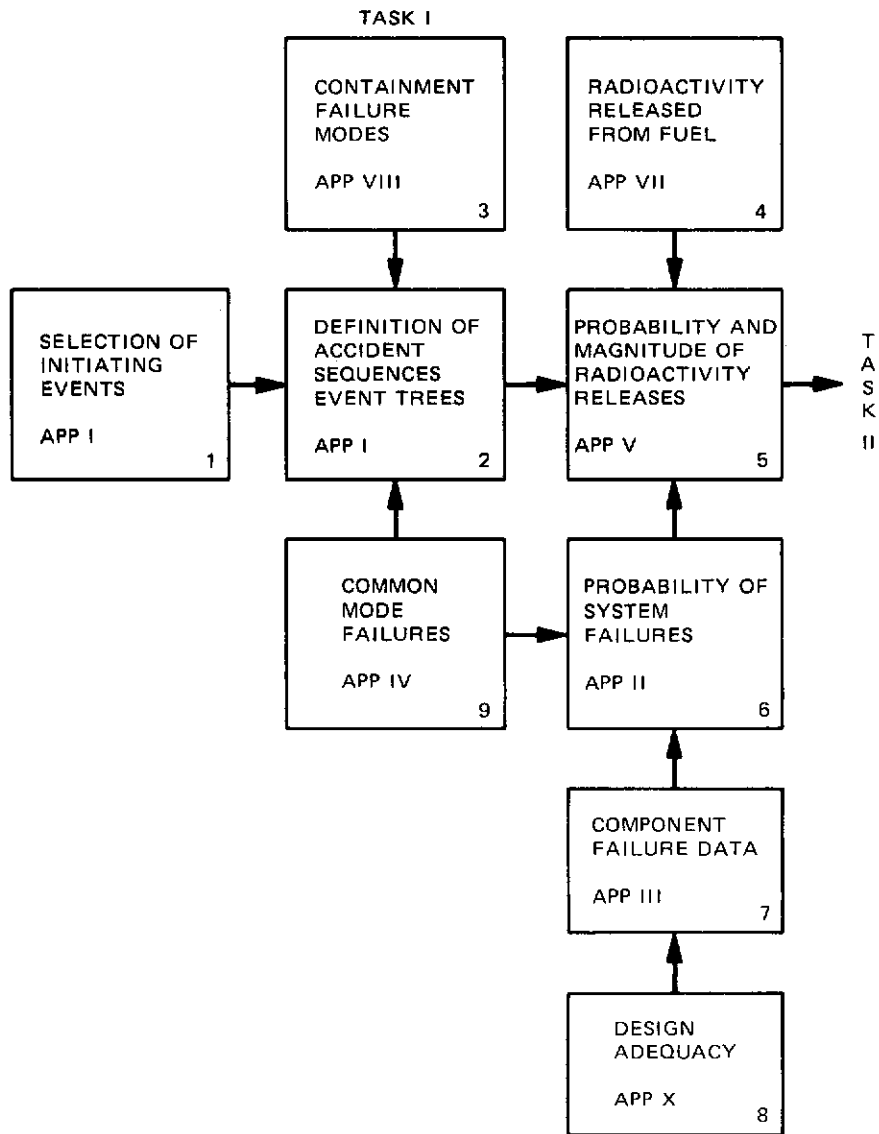 TASK I
CONTAINMENT
FAILURE
MODES
APP VIII
3
RADIOACTIVITY
RELEASED
FROM FUEL
APP VII
4
SELECTION OF
INITIATING
EVENTS
APP I
1
DEFINITION OF
ACCIDENT
SEQUENCES
EVENT TREES
APP I
2
PROBABILITY AND
MAGNITUDE OF
RADIOACTIVITY
RELEASES
APP V
5
TASK II
COMMON
MODE
FAILURES
APP IV
9
PROBABILITY OF
SYSTEM
FAILURES
APP II
6
COMPONENT
FAILURE DATA
APP III
7
DESIGN
ADEQUACY
APP X
8